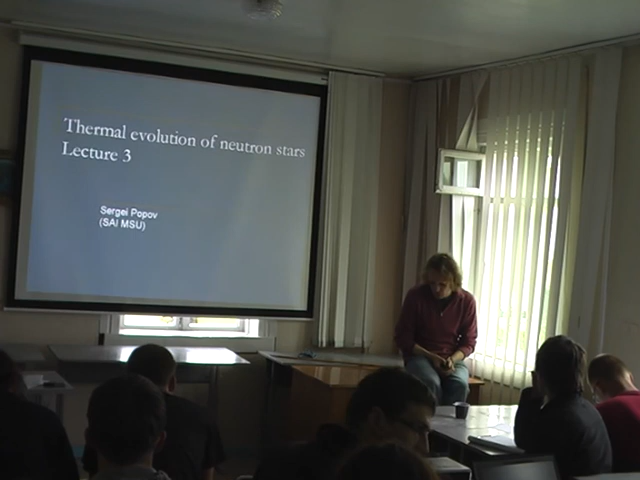 Thermal evolution of neutron stars
Lecture 3
Sergei Popov
(SAI MSU)